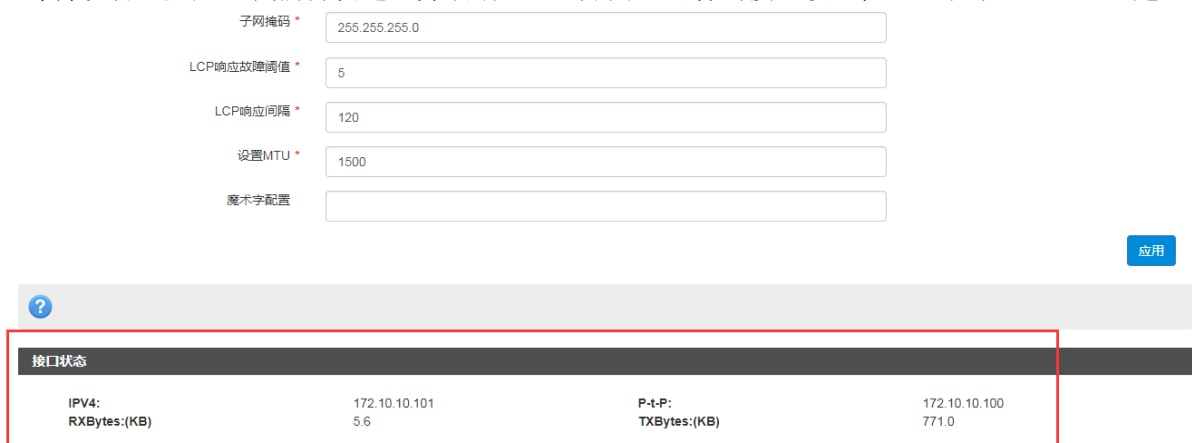 子网掩码 * 255.255.255.0
LCP响应故障阈值 * 5
LCP响应间隔 * 120
设置MTU * 1500
魔术字配置
应用
?
接口状态
IPV4: 172.10.10.101 P-t-P: 172.10.10.100
RXBytes:(KB) 5.6 TXBytes:(KB) 771.0